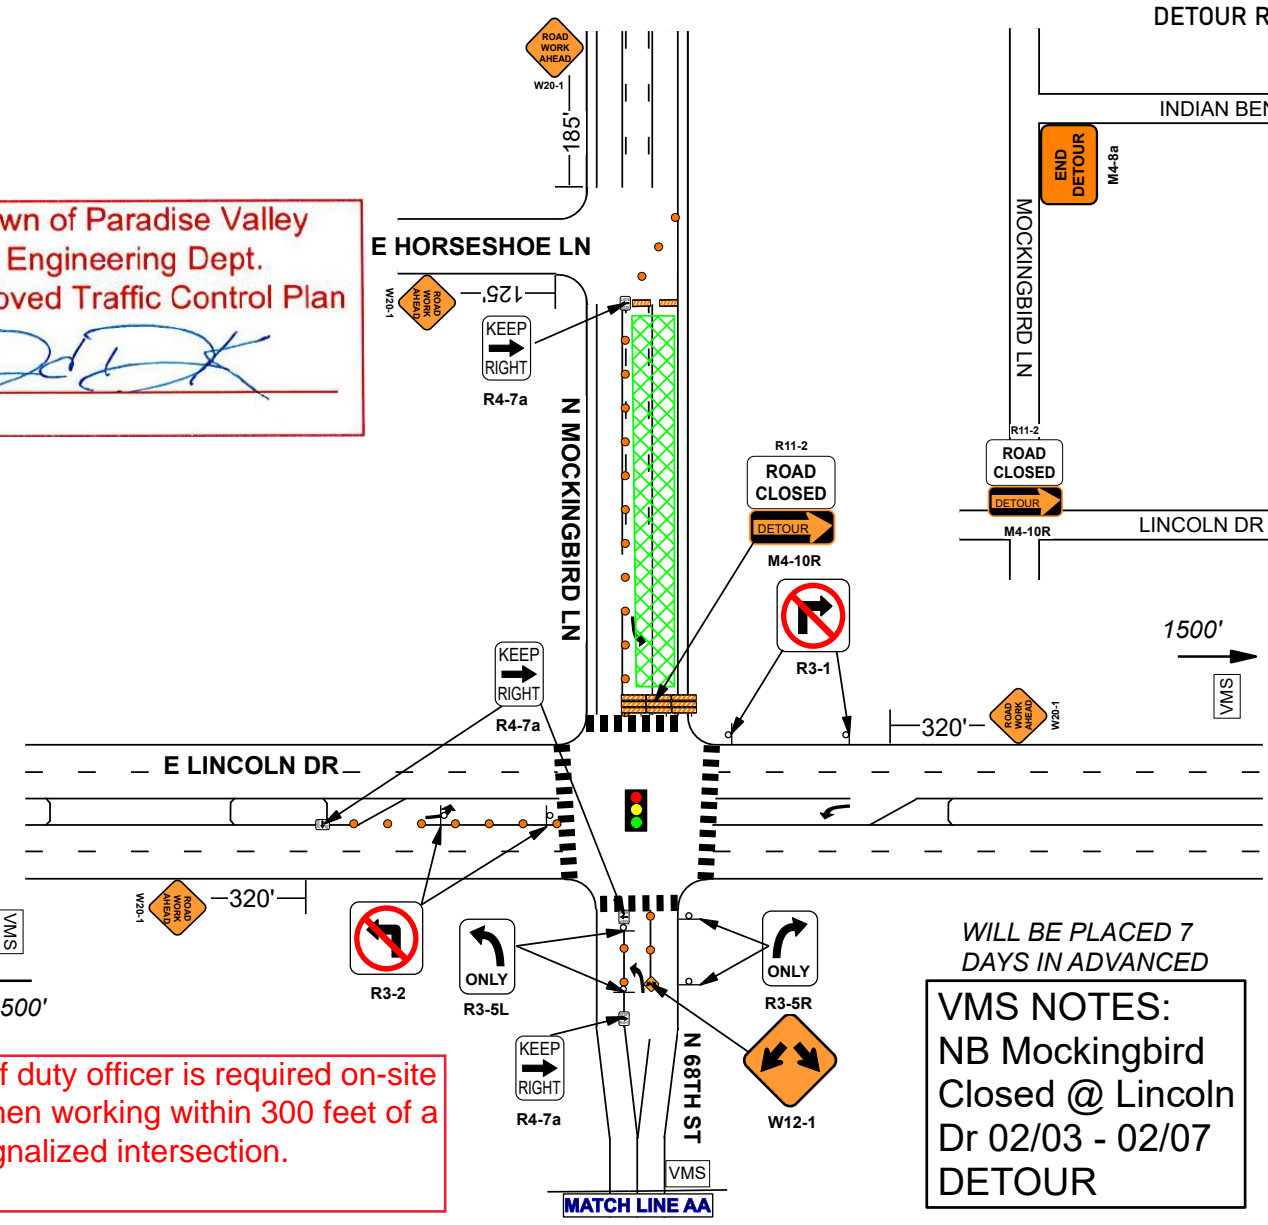 DETOUR R
ROAD
WORK
AHEAD
W20-1
185'
INDIAN BEN
END
DETOUR
M4-8a
MOCKINGBIRD LN
wn of Paradise Valley
Engineering Dept.
oved Traffic Control Plan
E HORSESHOE LN
W20-1
ROAD
WORK
AHEAD
125'
KEEP
RIGHT
R4-7a
N MOCKINGBIRD LN
R11-2
ROAD
CLOSED
DETOUR
M4-10R
R11-2
ROAD
CLOSED
DETOUR
M4-10R
LINCOLN DR
R3-1
KEEP
RIGHT
R4-7a
1500'
VMS
320'
ROAD
WORK
AHEAD
W20-1
E LINCOLN DR
W20-1
ROAD
WORK
AHEAD
320'
VMS
500'
R3-2
ONLY
R3-5L
ONLY
R3-5R
KEEP
RIGHT
R4-7a
W12-1
N 68TH ST
VMS
MATCH LINE AA
f duty officer is required on-site
hen working within 300 feet of a
gnalized intersection.
WILL BE PLACED 7
DAYS IN ADVANCED
VMS NOTES:
NB Mockingbird
Closed @ Lincoln
Dr 02/03 - 02/07
DETOUR